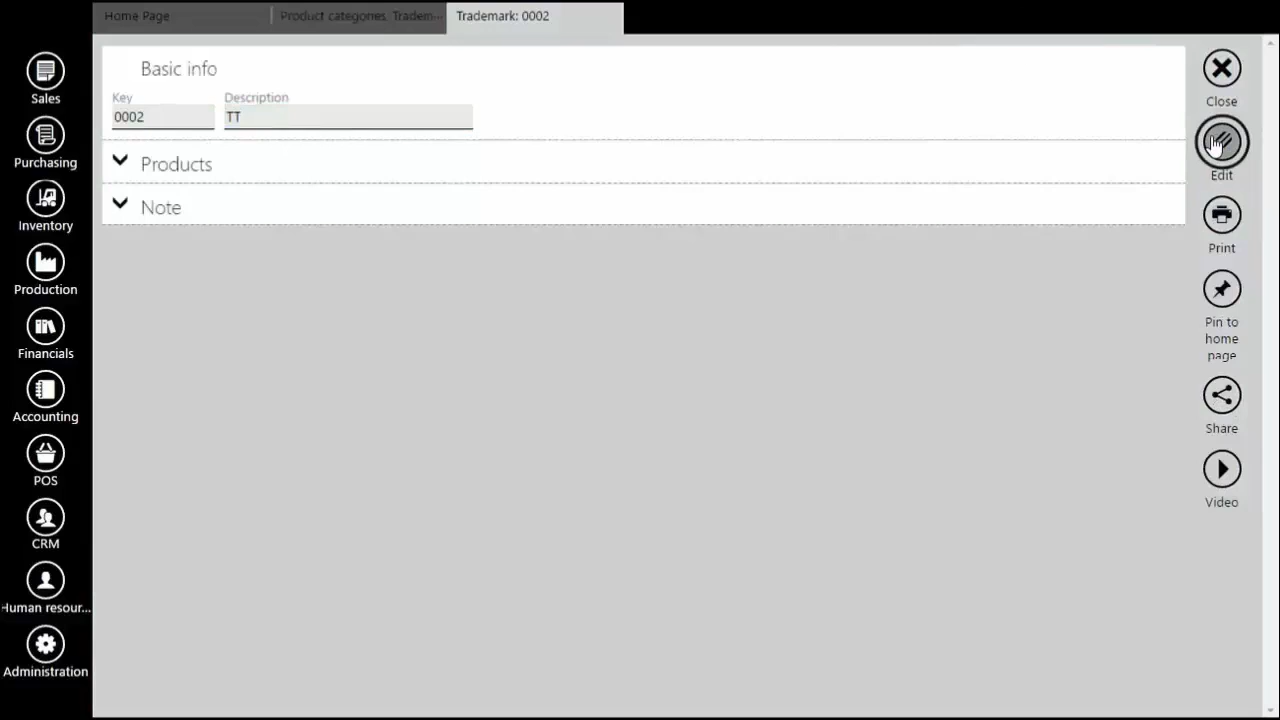 Home Page
Product categories, Tradem...
Trademark: 0002
Sales
Purchasing
Inventory
Production
Financials
Accounting
POS
CRM
Human resour...
Administration
Basic info
Key
Description
0002
TT
Products
Note
Close
Edit
Print
Pin to
home
page
Share
Video